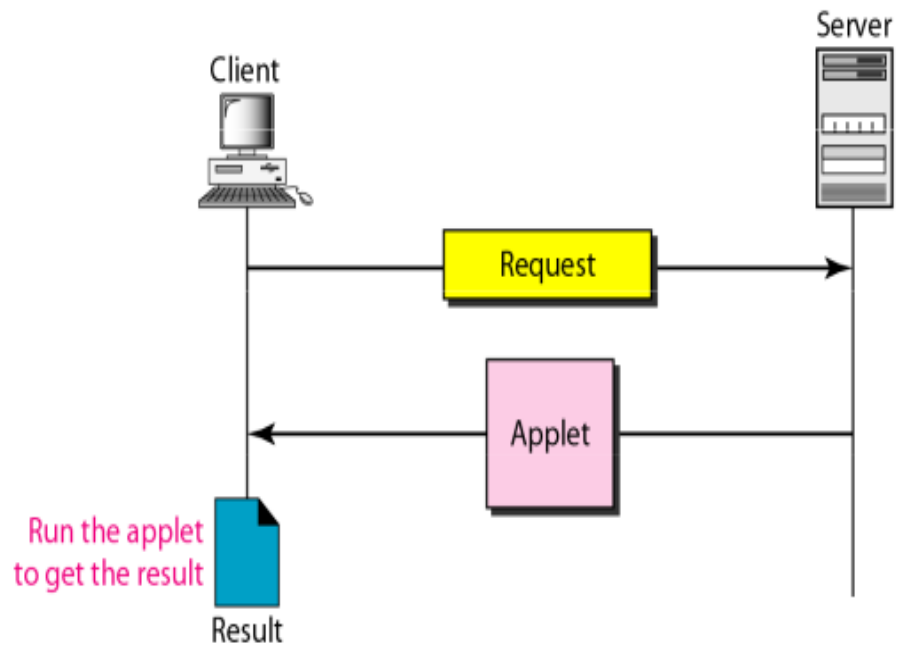 Server
Client
Request
Applet
Run the applet
to get the result
Result